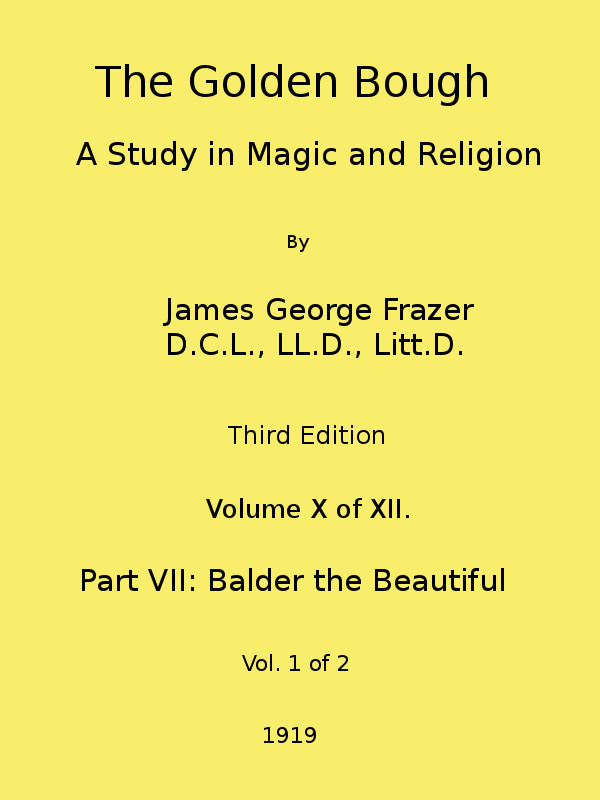 The Golden Bough
A Study in Magic and Religion
By
James George Frazer
D.C.L., LL.D., Litt.D.
Third Edition
Volume X of XII.
Part VII: Balder the Beautiful
Vol. 1 of 2
1919